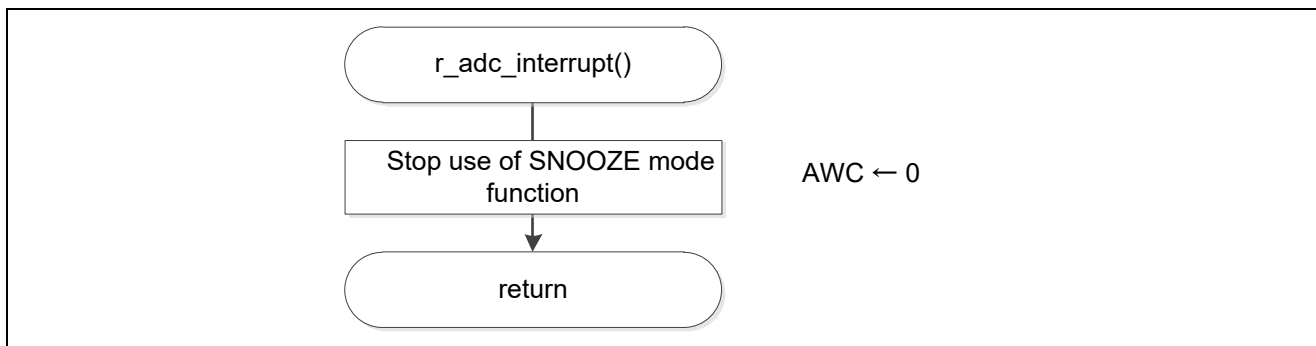 r_adc_interrupt()
Stop use of SNOOZE mode
function
AWC ← 0
return